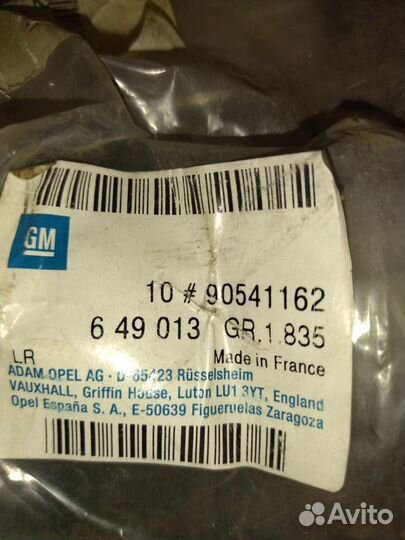 GM
10 # 90541162
6 49 013 GR.1.835
LR Made in France
ADAM OPEL AG · D-65423 Rüsselsheim
VAUXHALL, Griffin House, Luton LU1 3YT, England
Opel España S. A., E-50639 Figueruelas Zaragoza
Avito